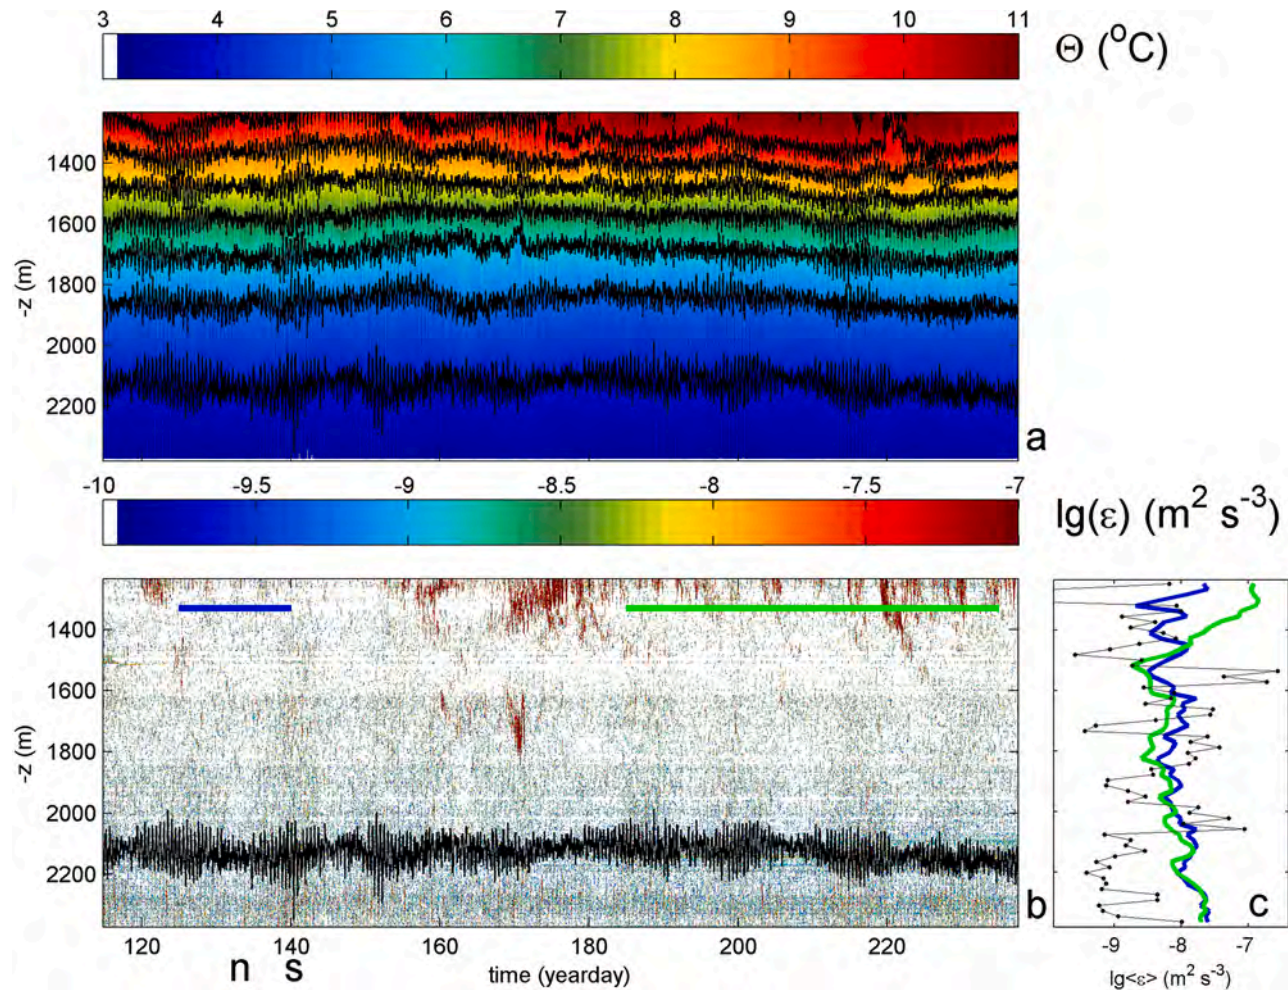 3 4 5 6 7 8 9 10 11
Θ (°C)
1400
1600
1800
2000
2200
-z (m)
a
-10 -9.5 -9 -8.5 -8 -7.5 -7
lg(ε) (m² s⁻³)
1400
1600
1800
2000
2200
-z (m)
b
c
120 140 160 180 200 220
n s
time (yearday)
-9 -8 -7
lg<ε> (m² s⁻³)